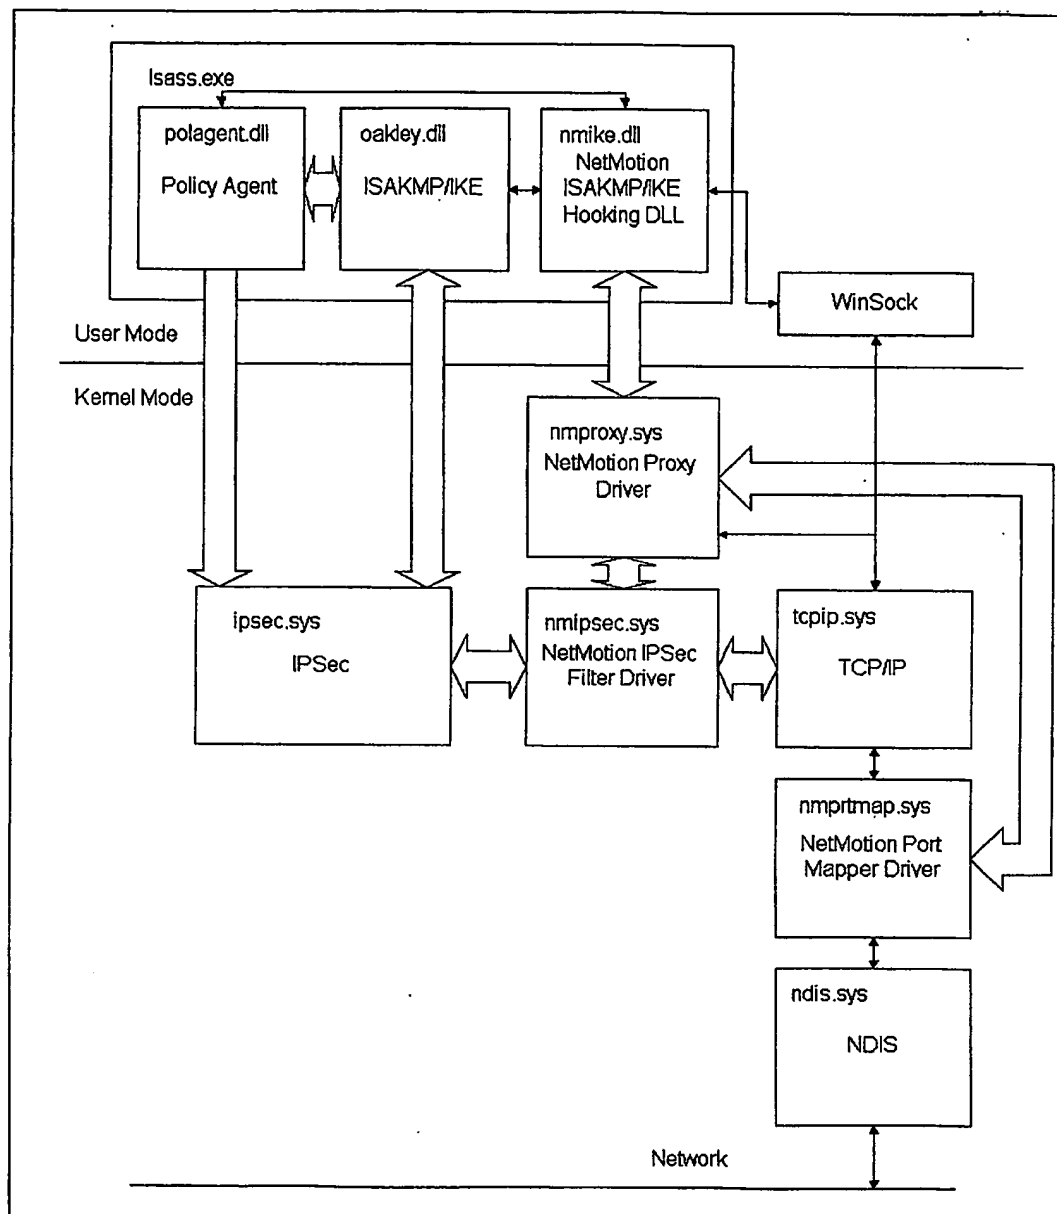 lsass.exe
polagent.dll
Policy Agent
oakley.dll
ISAKMP/IKE
nmike.dll
NetMotion
ISAKMP/IKE
Hooking DLL
WinSock
User Mode
Kernel Mode
nmproxy.sys
NetMotion Proxy
Driver
ipsec.sys
IPSec
nmipsec.sys
NetMotion IPSec
Filter Driver
tcpip.sys
TCP/IP
nmprtmap.sys
NetMotion Port
Mapper Driver
ndis.sys
NDIS
Network